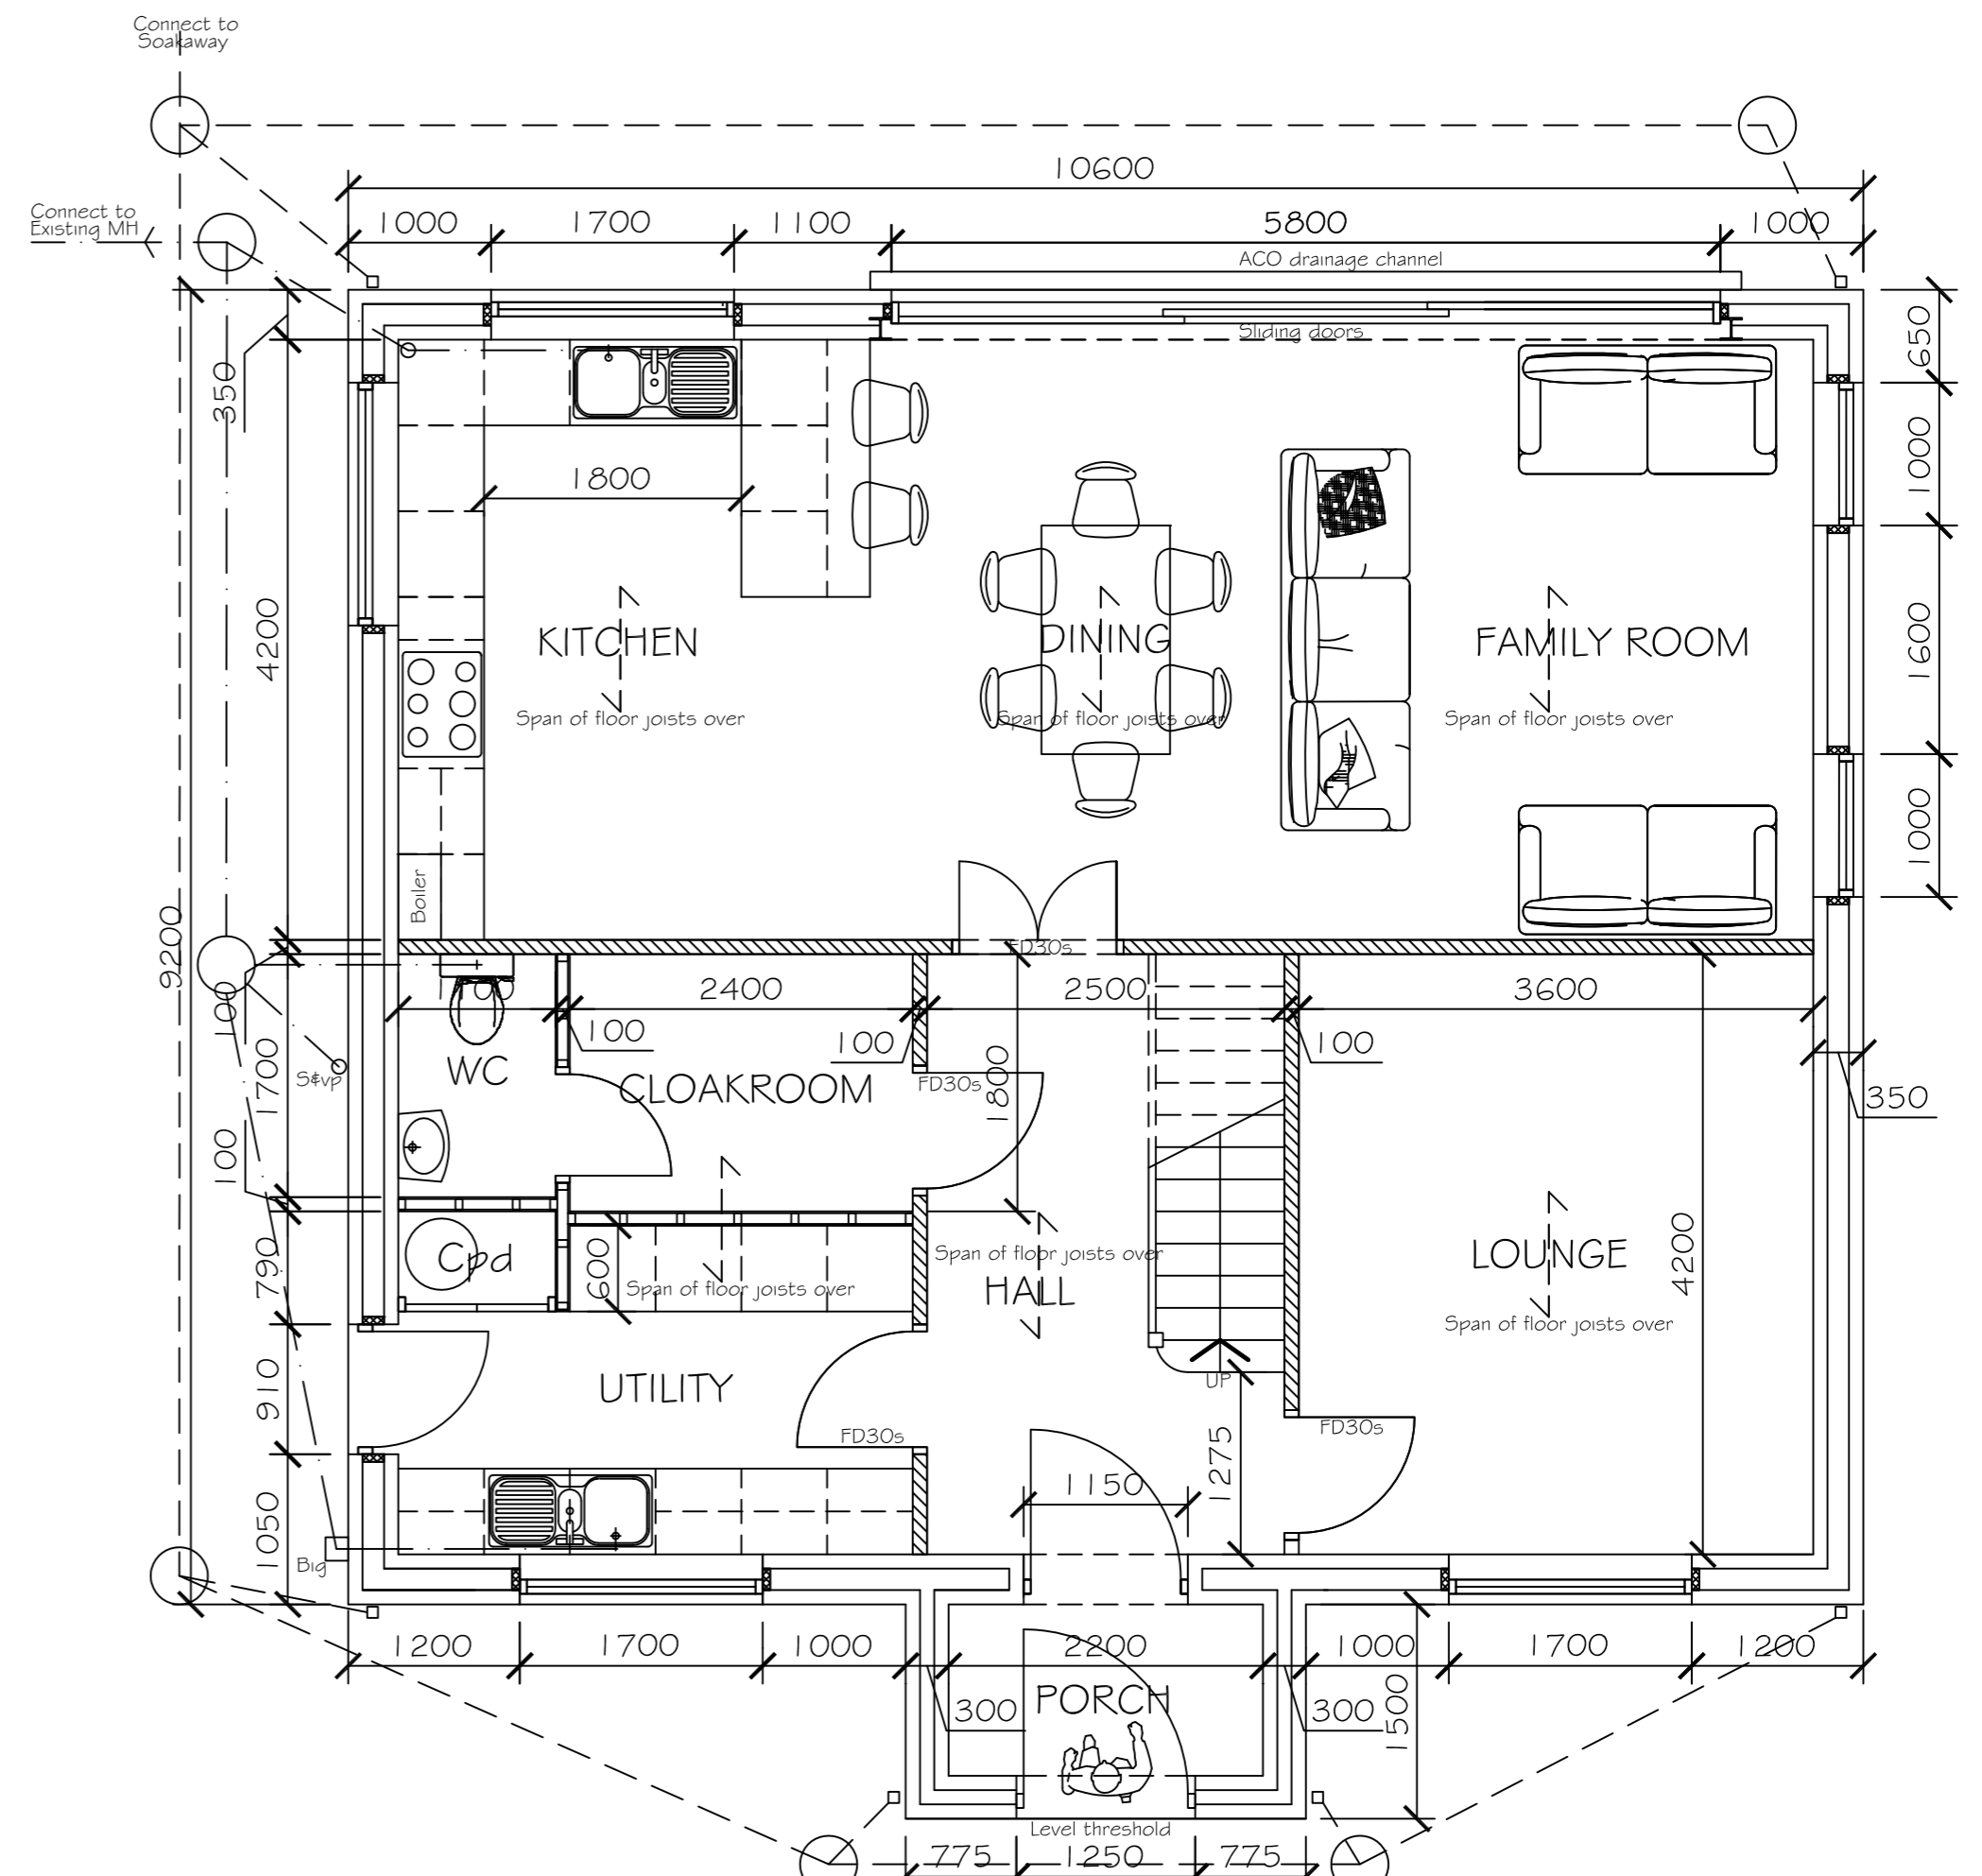 Connect to
Soakaway
10600
Connect to
Existing MH
1000 1700 1100 5800 1000
ACO drainage channel
Sliding doors
350
650
1800
1000
4200
KITCHEN
DINING
FAMILY ROOM
1600
Span of floor joists over
Span of floor joists over
Span of floor joists over
1000
Boiler
9200
FD30s
2400
2500
3600
100
100
100
100
S&vp
1700
WC
CLOAKROOM
FD30s
1800
350
100
790
Cpd
600
Span of floor joists over
Span of floor joists over
HALL
LOUNGE
4200
Span of floor joists over
UP
910
UTILITY
FD30s
FD30s
1275
1150
1050
Big
1200 1700 1000 2200 1000 1700 1200
300
PORCH
300
1500
Level threshold
775 1250 775